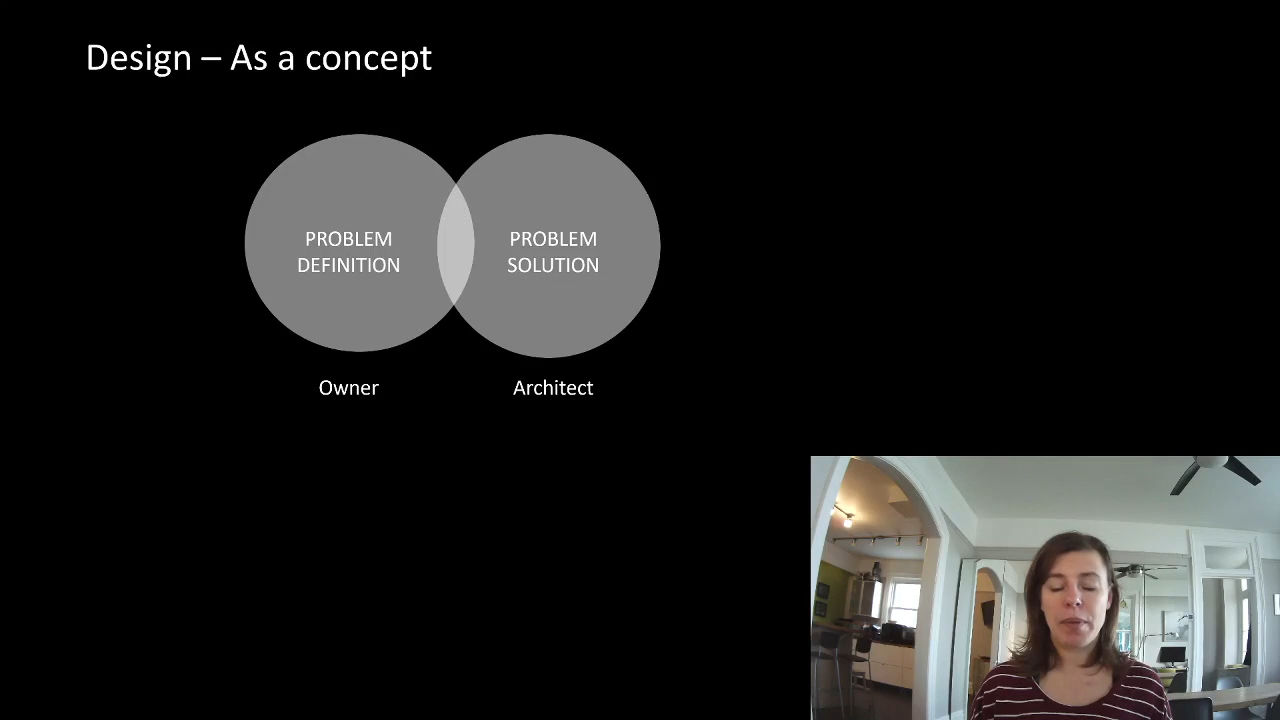 Design – As a concept
PROBLEM
DEFINITION
PROBLEM
SOLUTION
Owner
Architect